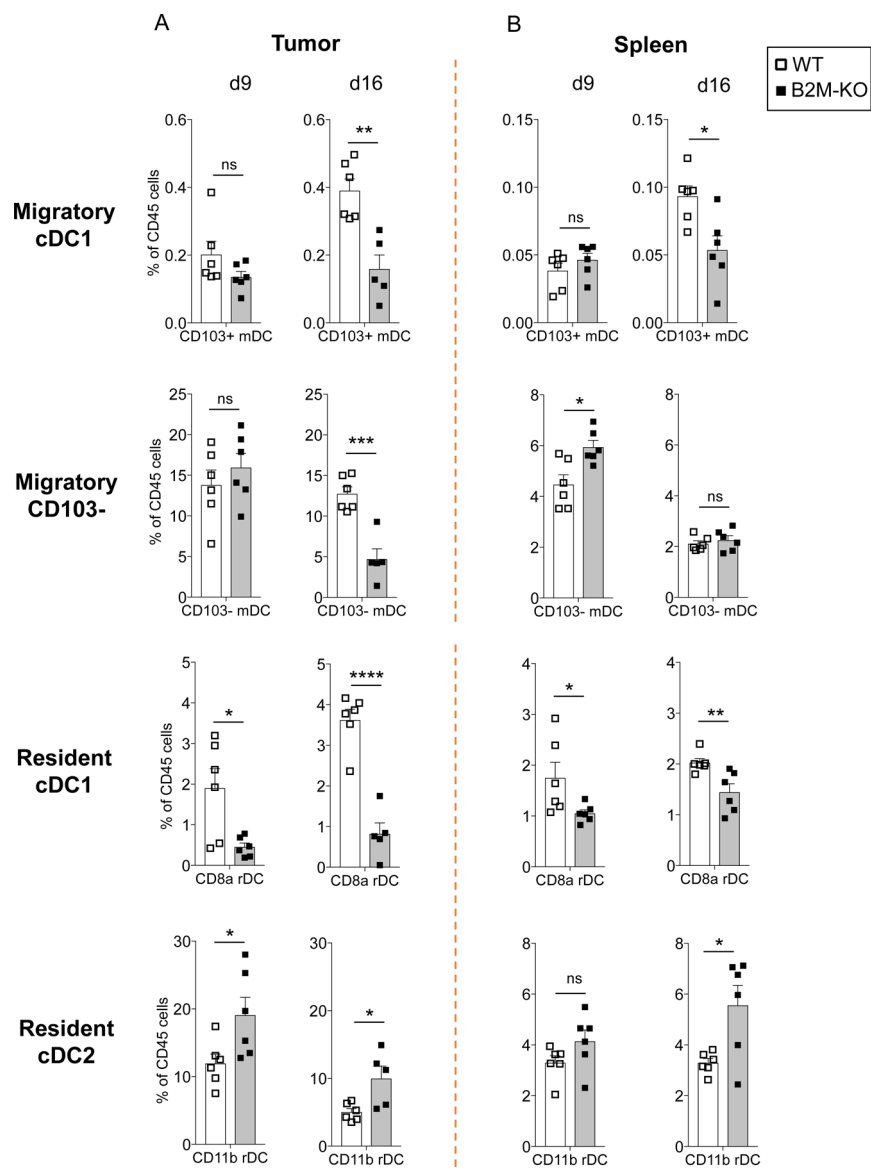 A
B
Tumor
Spleen
WT
B2M-KO
d9
d16
d9
d16
Migratory
cDC1
% of CD45 cells
0.6
0.4
0.2
0.0
ns
CD103+ mDC
0.6
0.4
0.2
0.0
**
CD103+ mDC
0.15
0.10
0.05
0.00
ns
CD103+ mDC
0.15
0.10
0.05
0.00
*
CD103+ mDC
Migratory
CD103-
% of CD45 cells
25
20
15
10
5
0
ns
CD103- mDC
25
20
15
10
5
0
***
CD103- mDC
8
6
4
2
0
*
CD103- mDC
8
6
4
2
0
ns
CD103- mDC
Resident
cDC1
% of CD45 cells
5
4
3
2
1
0
*
CD8a rDC
5
4
3
2
1
0
****
CD8a rDC
4
3
2
1
0
*
CD8a rDC
4
3
2
1
0
**
CD8a rDC
Resident
cDC2
% of CD45 cells
30
20
10
0
*
CD11b rDC
30
20
10
0
*
CD11b rDC
8
6
4
2
0
ns
CD11b rDC
8
6
4
2
0
*
CD11b rDC